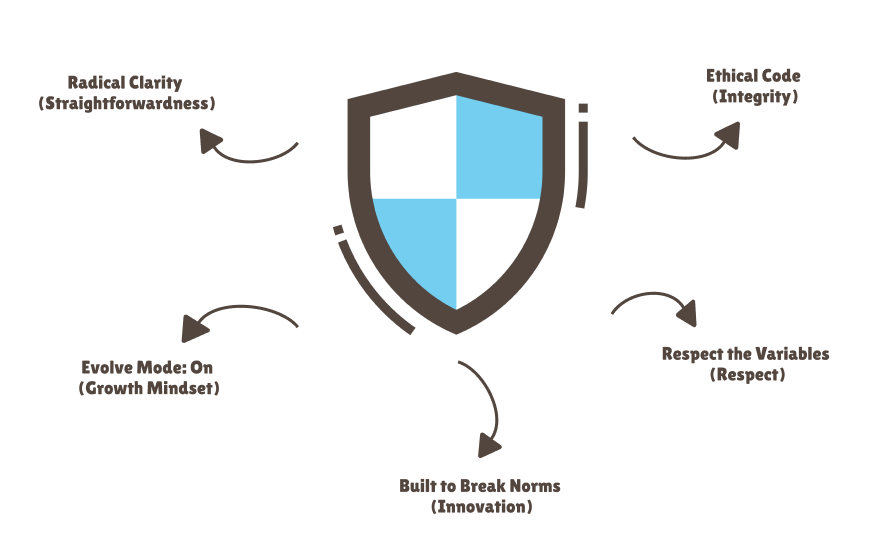 Radical Clarity
(Straightforwardness)
Ethical Code
(Integrity)
Evolve Mode: On
(Growth Mindset)
Respect the Variables
(Respect)
Built to Break Norms
(Innovation)